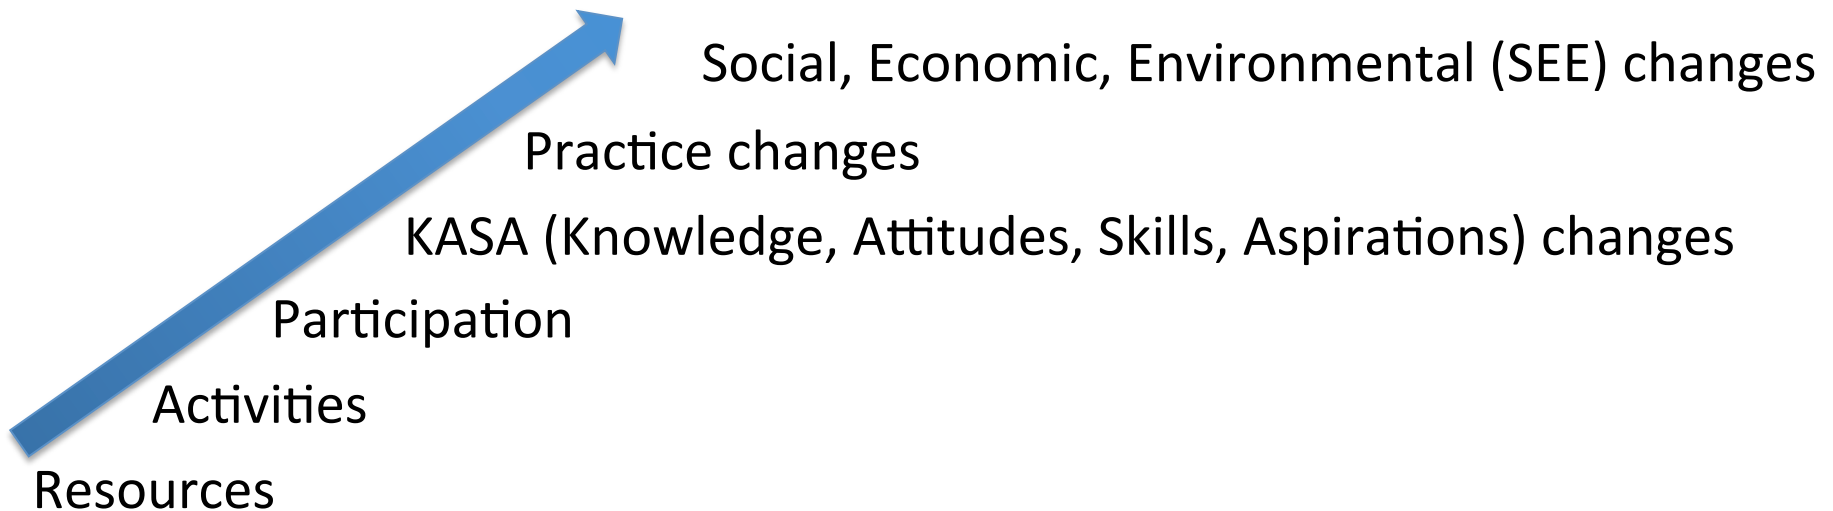 Social, Economic, Environmental (SEE) changes
Practice changes
KASA (Knowledge, Attitudes, Skills, Aspirations) changes
Participation
Activities
Resources